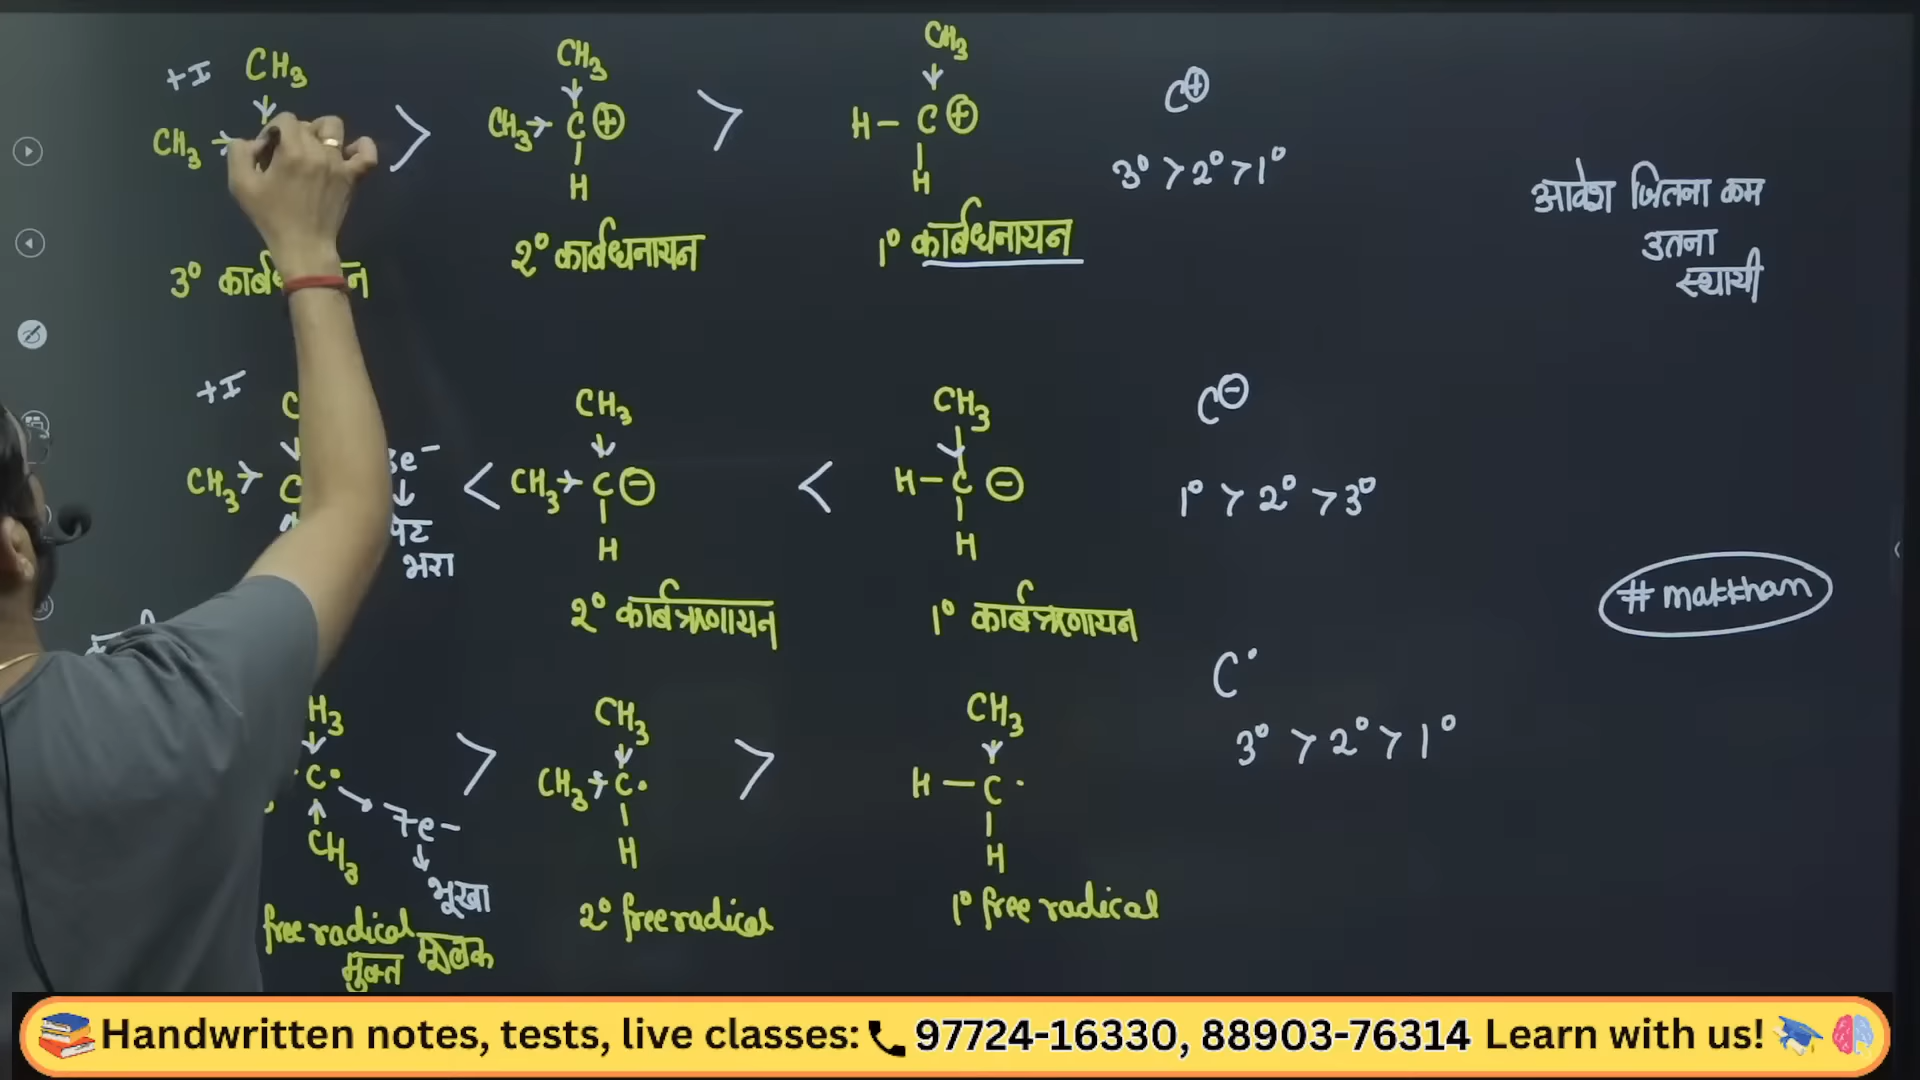 +I CH3
CH3
>
CH3
CH3 C⊕
H
>
CH3
H – C⊕
H
C⊕
3° > 2° > 1°
3°
2° कार्बधनायन
1° कार्बधनायन
आवेश जितना कम
उतना
स्थायी
+I
CH3
e–
पेट
भरा
<
CH3
CH3 C⊖
H
<
CH3
H – C⊖
H
C⊖
1° > 2° > 3°
2° कार्बऋणायन
1° कार्बऋणायन
#makkham
H3
C•
CH3
7e–
भूखा
free radical
मुक्त मूलक
>
CH3
CH3 C•
H
2° free radical
>
CH3
H – C•
H
1° free radical
C•
3° > 2° > 1°
Handwritten notes, tests, live classes: 97724-16330, 88903-76314 Learn with us!